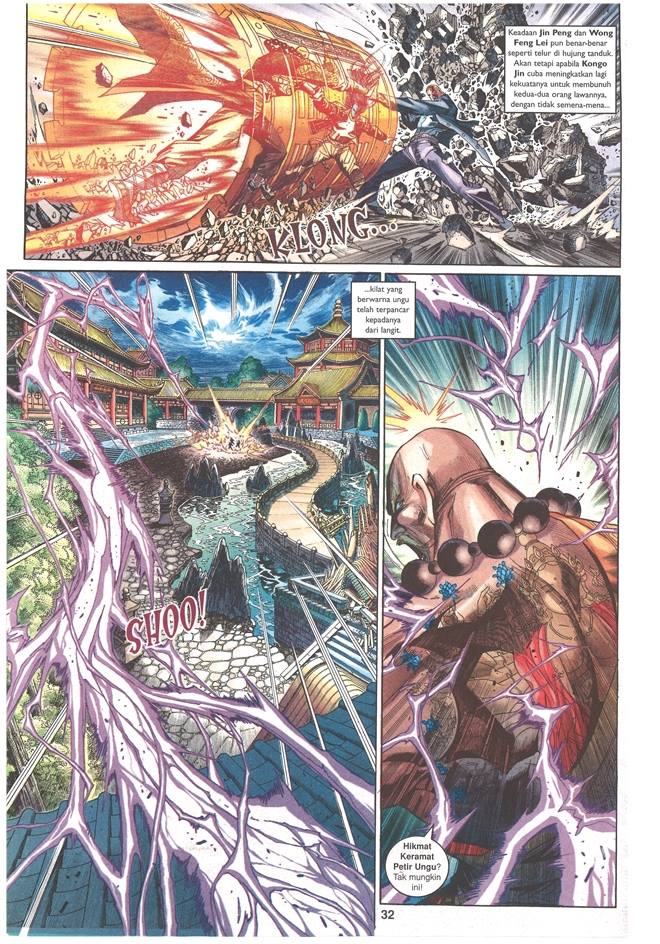 Keadaan Jin Peng dan Wong
Feng Lei pun benar-benar
seperti telur di hujung tanduk.
Akan tetapi apabila Kongo
Jin cuba meningkatkan lagi
kekuatanya untuk membunuh
kedua-dua orang lawannya,
dengan tidak semena-mena...
KLONG...
...kilat yang
berwarna ungu
telah terpancar
kepadanya
dari langit.
SHOO!
Hikmat
Keramat
Petir Ungu?
Tak mungkin
ini!
32